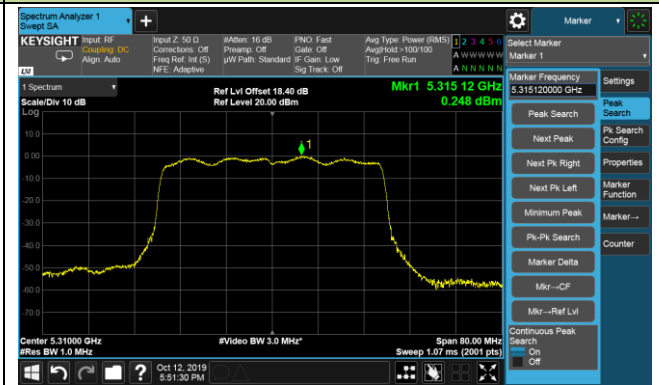 Spectrum Analyzer 1
Swept SA
Marker
KEYSIGHT
Input: RF
Coupling: DC
Align: Auto
Input Z: 50 Ω
Corrections: Off
Freq Ref: Int (S)
NFE: Adaptive
#Atten: 16 dB
Preamp: Off
µW Path: Standard
PNO: Fast
Gate: Off
IF Gain: Low
Sig Track: Off
Avg Type: Power (RMS)
Avg|Hold:>100/100
Trig: Free Run
1 2 3 4 5 6
A W W W W W
A N N N N N
LXI
Select Marker
Marker 1
1 Spectrum
Scale/Div 10 dB
Log
Ref Lvl Offset 18.40 dB
Ref Level 20.00 dBm
Mkr1 5.315 12 GHz
0.248 dBm
10.0
0.00
-10.0
-20.0
-30.0
-40.0
-50.0
-60.0
-70.0
1
Center 5.31000 GHz
#Res BW 1.0 MHz
#Video BW 3.0 MHz*
Span 80.00 MHz
Sweep 1.07 ms (2001 pts)
Marker Frequency
5.315120000 GHz
Peak Search
Next Peak
Next Pk Right
Next Pk Left
Minimum Peak
Pk-Pk Search
Marker Delta
Mkr→CF
Mkr→Ref Lvl
Continuous Peak
Search
On
Off
Settings
Peak
Search
Pk Search
Config
Properties
Marker
Function
Marker→
Counter
?
Oct 12, 2019
5:51:30 PM